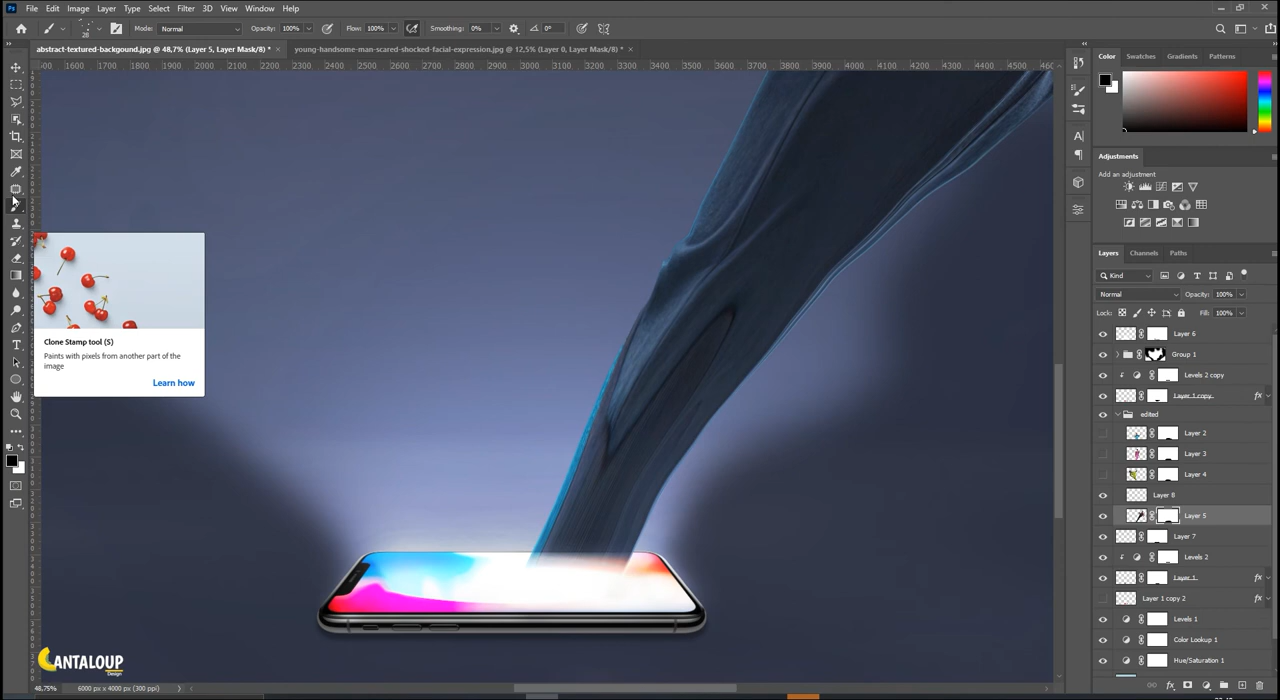 Ps File Edit Image Layer Type Select Filter 3D View Window Help
28 Mode: Normal Opacity: 100% Flow: 100% Smoothing: 0% 0°
abstract-textured-backgound.jpg @ 48,7% (Layer 5, Layer Mask/8) * × young-handsome-man-scared-shocked-facial-expression.jpg @ 12,5% (Layer 0, Layer Mask/8) * ×
1600 1700 1800 1900 2000 2100 2200 2300 2400 2500 2600 2700 2800 2900 3000 3100 3200 3300 3400 3500 3600 3700 3800 3900 4000 4100 4200 4300 4400 4500
Color Swatches Gradients Patterns
Adjustments
Add an adjustment
Clone Stamp tool (S)
Paints with pixels from another part of the
image
Learn how
Layers Channels Paths
Kind
Normal Opacity: 100%
Lock: Fill: 100%
Layer 6
Group 1
Levels 2 copy
Layer 1 copy fx
edited
Layer 2
Layer 3
Layer 4
Layer 8
Layer 5
Layer 7
Levels 2
Layer 1 fx
Layer 1 copy 2 fx
Levels 1
Color Lookup 1
Hue/Saturation 1
CANTALOUP
Design
48,75% 6000 px x 4000 px (300 ppi)